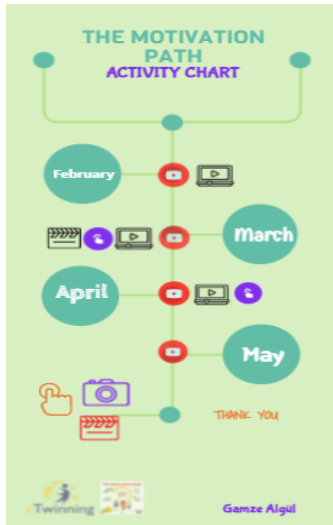 THE MOTIVATION
PATH
ACTIVITY CHART
February
March
April
May
THANK YOU
eTwinning
Gamze Algül